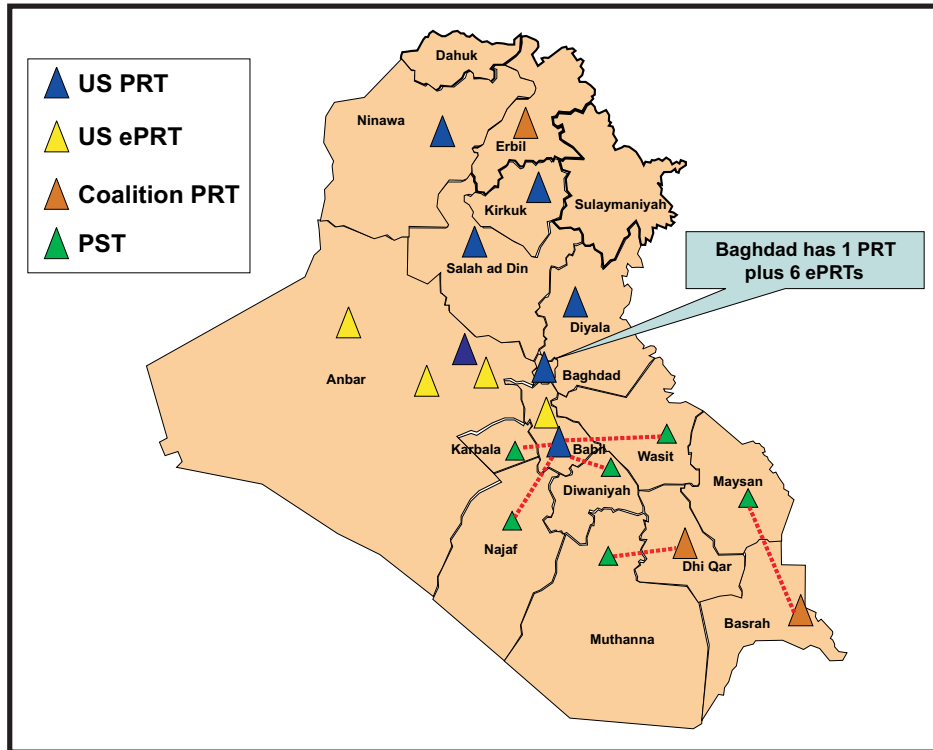 US PRT
US ePRT
Coalition PRT
PST
Dahuk
Ninawa
Erbil
Kirkuk
Sulaymaniyah
Salah ad Din
Baghdad has 1 PRT
plus 6 ePRTs
Diyala
Anbar
Baghdad
Karbala
Babil
Wasit
Diwaniyah
Maysan
Najaf
Dhi Qar
Basrah
Muthanna